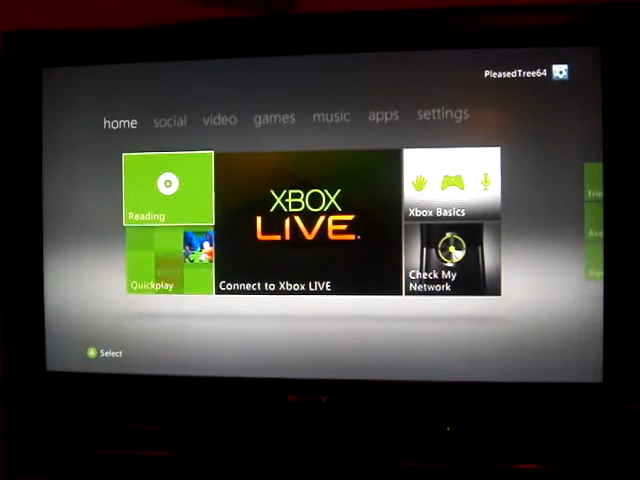 PleasedTree64
home social video games music apps settings
Reading
XBOX
LIVE
Xbox Basics
Quickplay
Connect to Xbox LIVE
Check My
Network
A Select